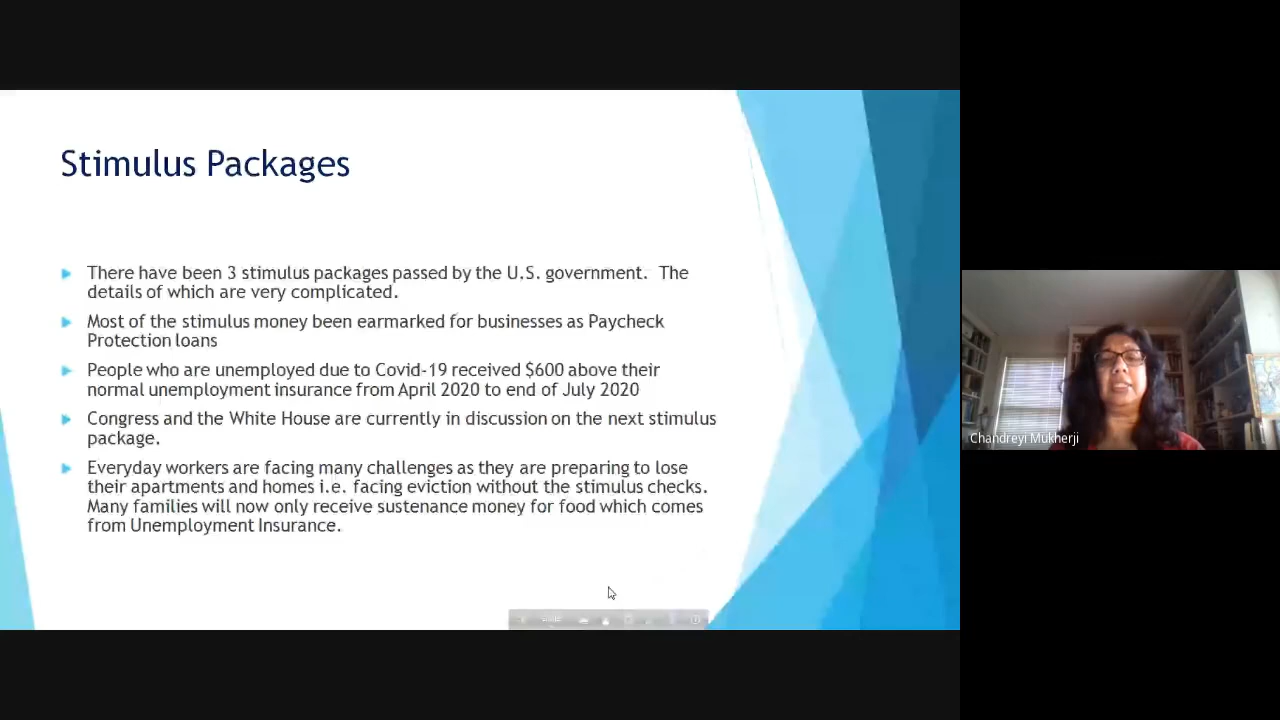 Stimulus Packages
There have been 3 stimulus packages passed by the U.S. government. The
details of which are very complicated.
Most of the stimulus money been earmarked for businesses as Paycheck
Protection loans
People who are unemployed due to Covid-19 received $600 above their
normal unemployment insurance from April 2020 to end of July 2020
Congress and the White House are currently in discussion on the next stimulus
package.
Everyday workers are facing many challenges as they are preparing to lose
their apartments and homes i.e. facing eviction without the stimulus checks.
Many families will now only receive sustenance money for food which comes
from Unemployment Insurance.
Chandreyi Mukherji